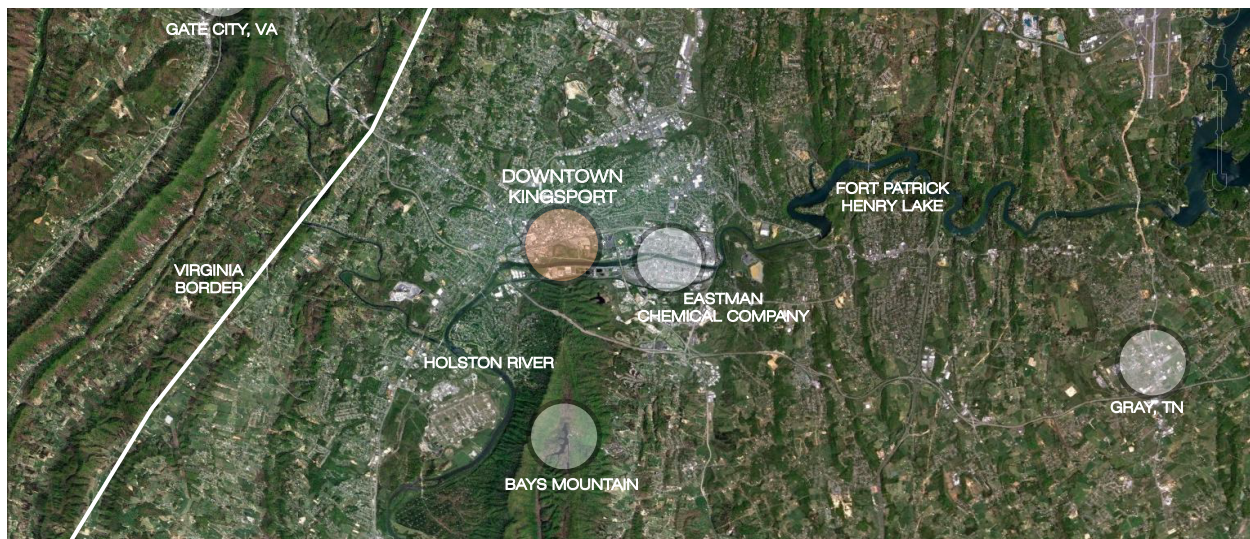 GATE CITY, VA
DOWNTOWN
KINGSPORT
FORT PATRICK
HENRY LAKE
VIRGINIA
BORDER
EASTMAN
CHEMICAL COMPANY
HOLSTON RIVER
GRAY, TN
BAYS MOUNTAIN